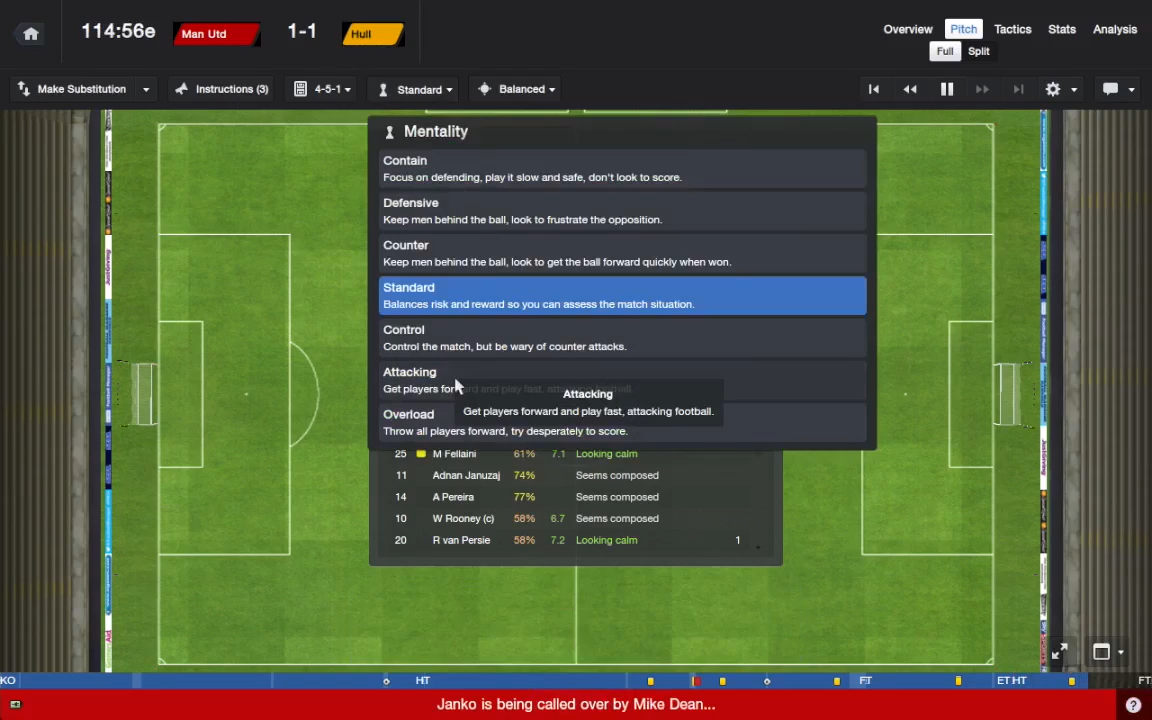 114:56e
Man Utd
1-1
Hull
Overview
Pitch
Tactics
Stats
Analysis
Full
Split
Make Substitution
Instructions (3)
4-5-1
Standard
Balanced
Mentality
Contain
Focus on defending, play it slow and safe, don't look to score.
Defensive
Keep men behind the ball, look to frustrate the opposition.
Counter
Keep men behind the ball, look to get the ball forward quickly when won.
Standard
Balances risk and reward so you can assess the match situation.
Control
Control the match, but be wary of counter attacks.
Attacking
Get players forward and play fast, attacking football.
Attacking
Get players forward and play fast, attacking football.
Overload
Throw all players forward, try desperately to score.
25 M Fellaini 61% 7.1 Looking calm
11 Adnan Januzaj 74% Seems composed
14 A Pereira 77% Seems composed
10 W Rooney (c) 58% 6.7 Seems composed
20 R van Persie 58% 7.2 Looking calm 1
KO
HT
FT
ET HT
FT
Janko is being called over by Mike Dean...
?